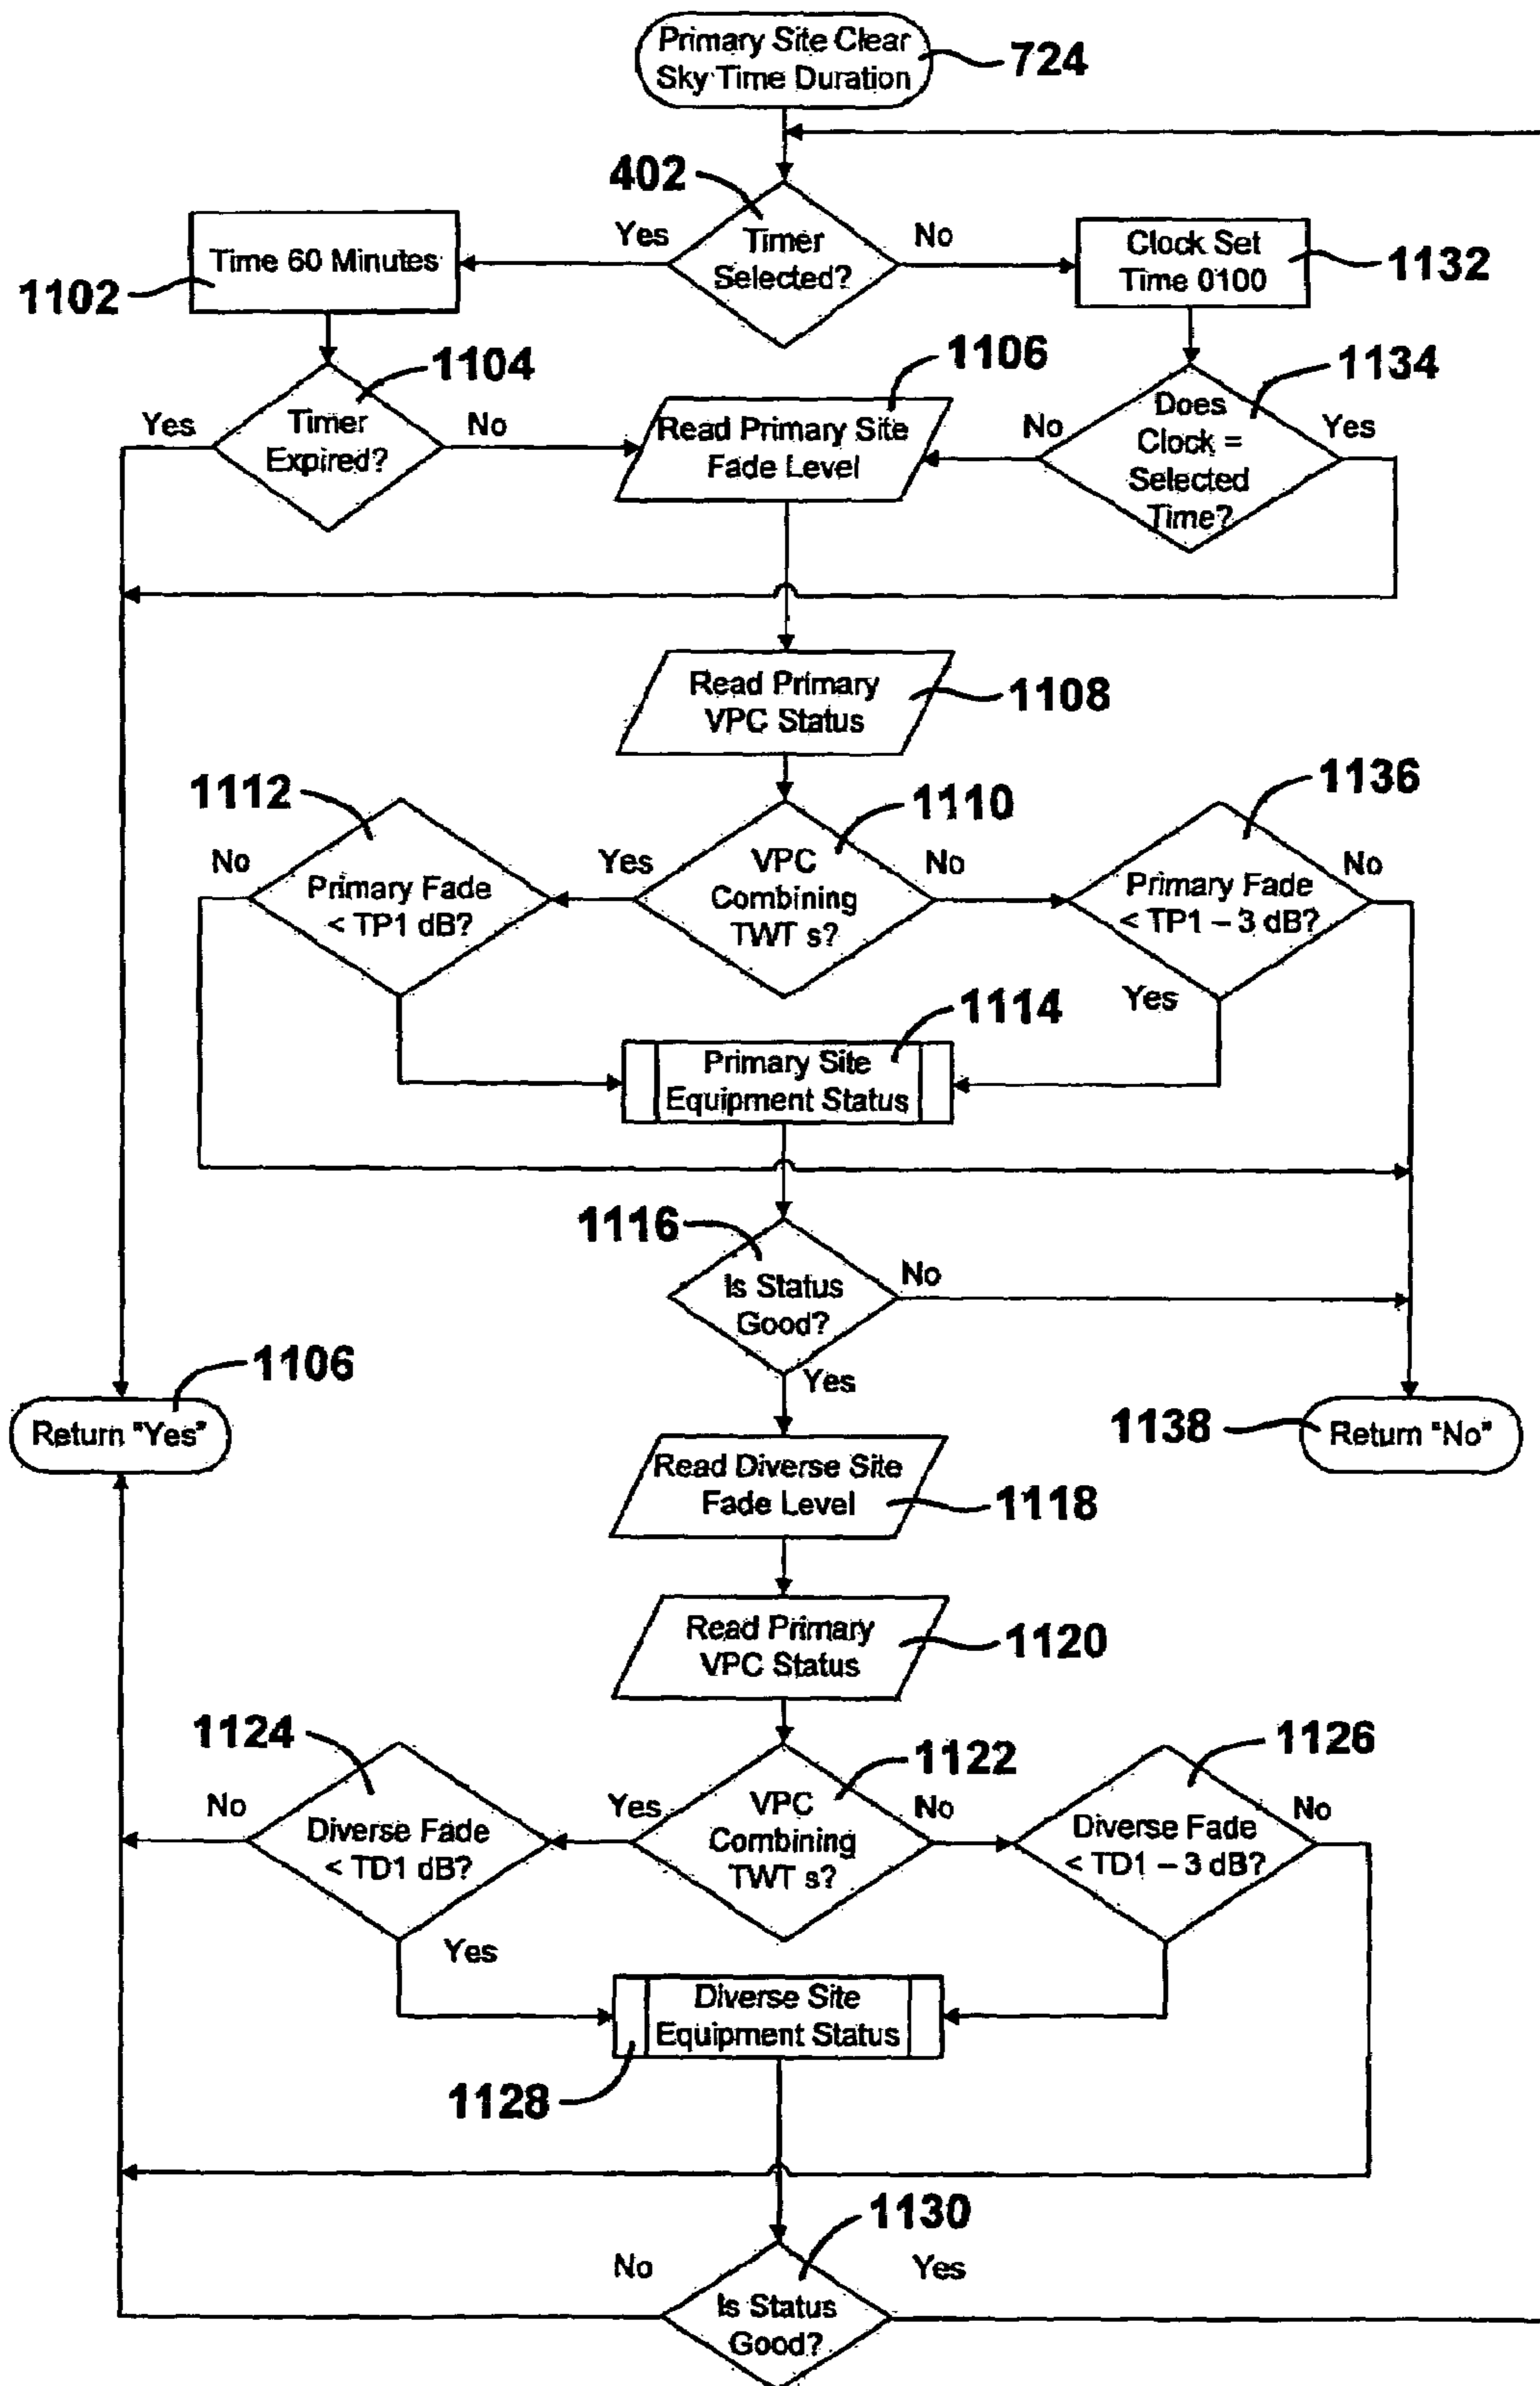 Primary Site Clear
Sky Time Duration
724
402
Timer
Selected?
Yes
No
Time 60 Minutes
1102
Clock Set
Time 0100
1132
1104
Timer
Expired?
Yes
No
1106
Read Primary Site
Fade Level
1134
Does
Clock =
Selected
Time?
No
Yes
Read Primary
VPC Status
1108
1112
Primary Fade
< TP1 dB?
No
1110
VPC
Combining
TWT s?
Yes
No
1136
Primary Fade
< TP1 – 3 dB?
No
Yes
1114
Primary Site
Equipment Status
1116
Is Status
Good?
No
Yes
1106
Return "Yes"
1138
Return "No"
Read Diverse Site
Fade Level
1118
Read Primary
VPC Status
1120
1124
Diverse Fade
< TD1 dB?
No
Yes
1122
VPC
Combining
TWT s?
Yes
No
1126
Diverse Fade
< TD1 – 3 dB?
No
Diverse Site
Equipment Status
1128
1130
Is Status
Good?
No
Yes